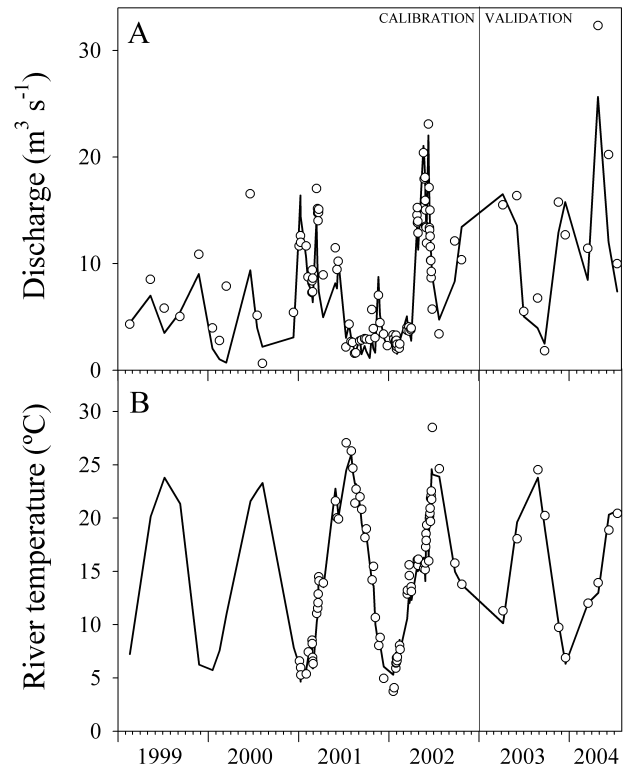 A
CALIBRATION
VALIDATION
Discharge (m³ s⁻¹)
30
20
10
0
B
River temperature (ºC)
30
25
20
15
10
5
0
1999
2000
2001
2002
2003
2004